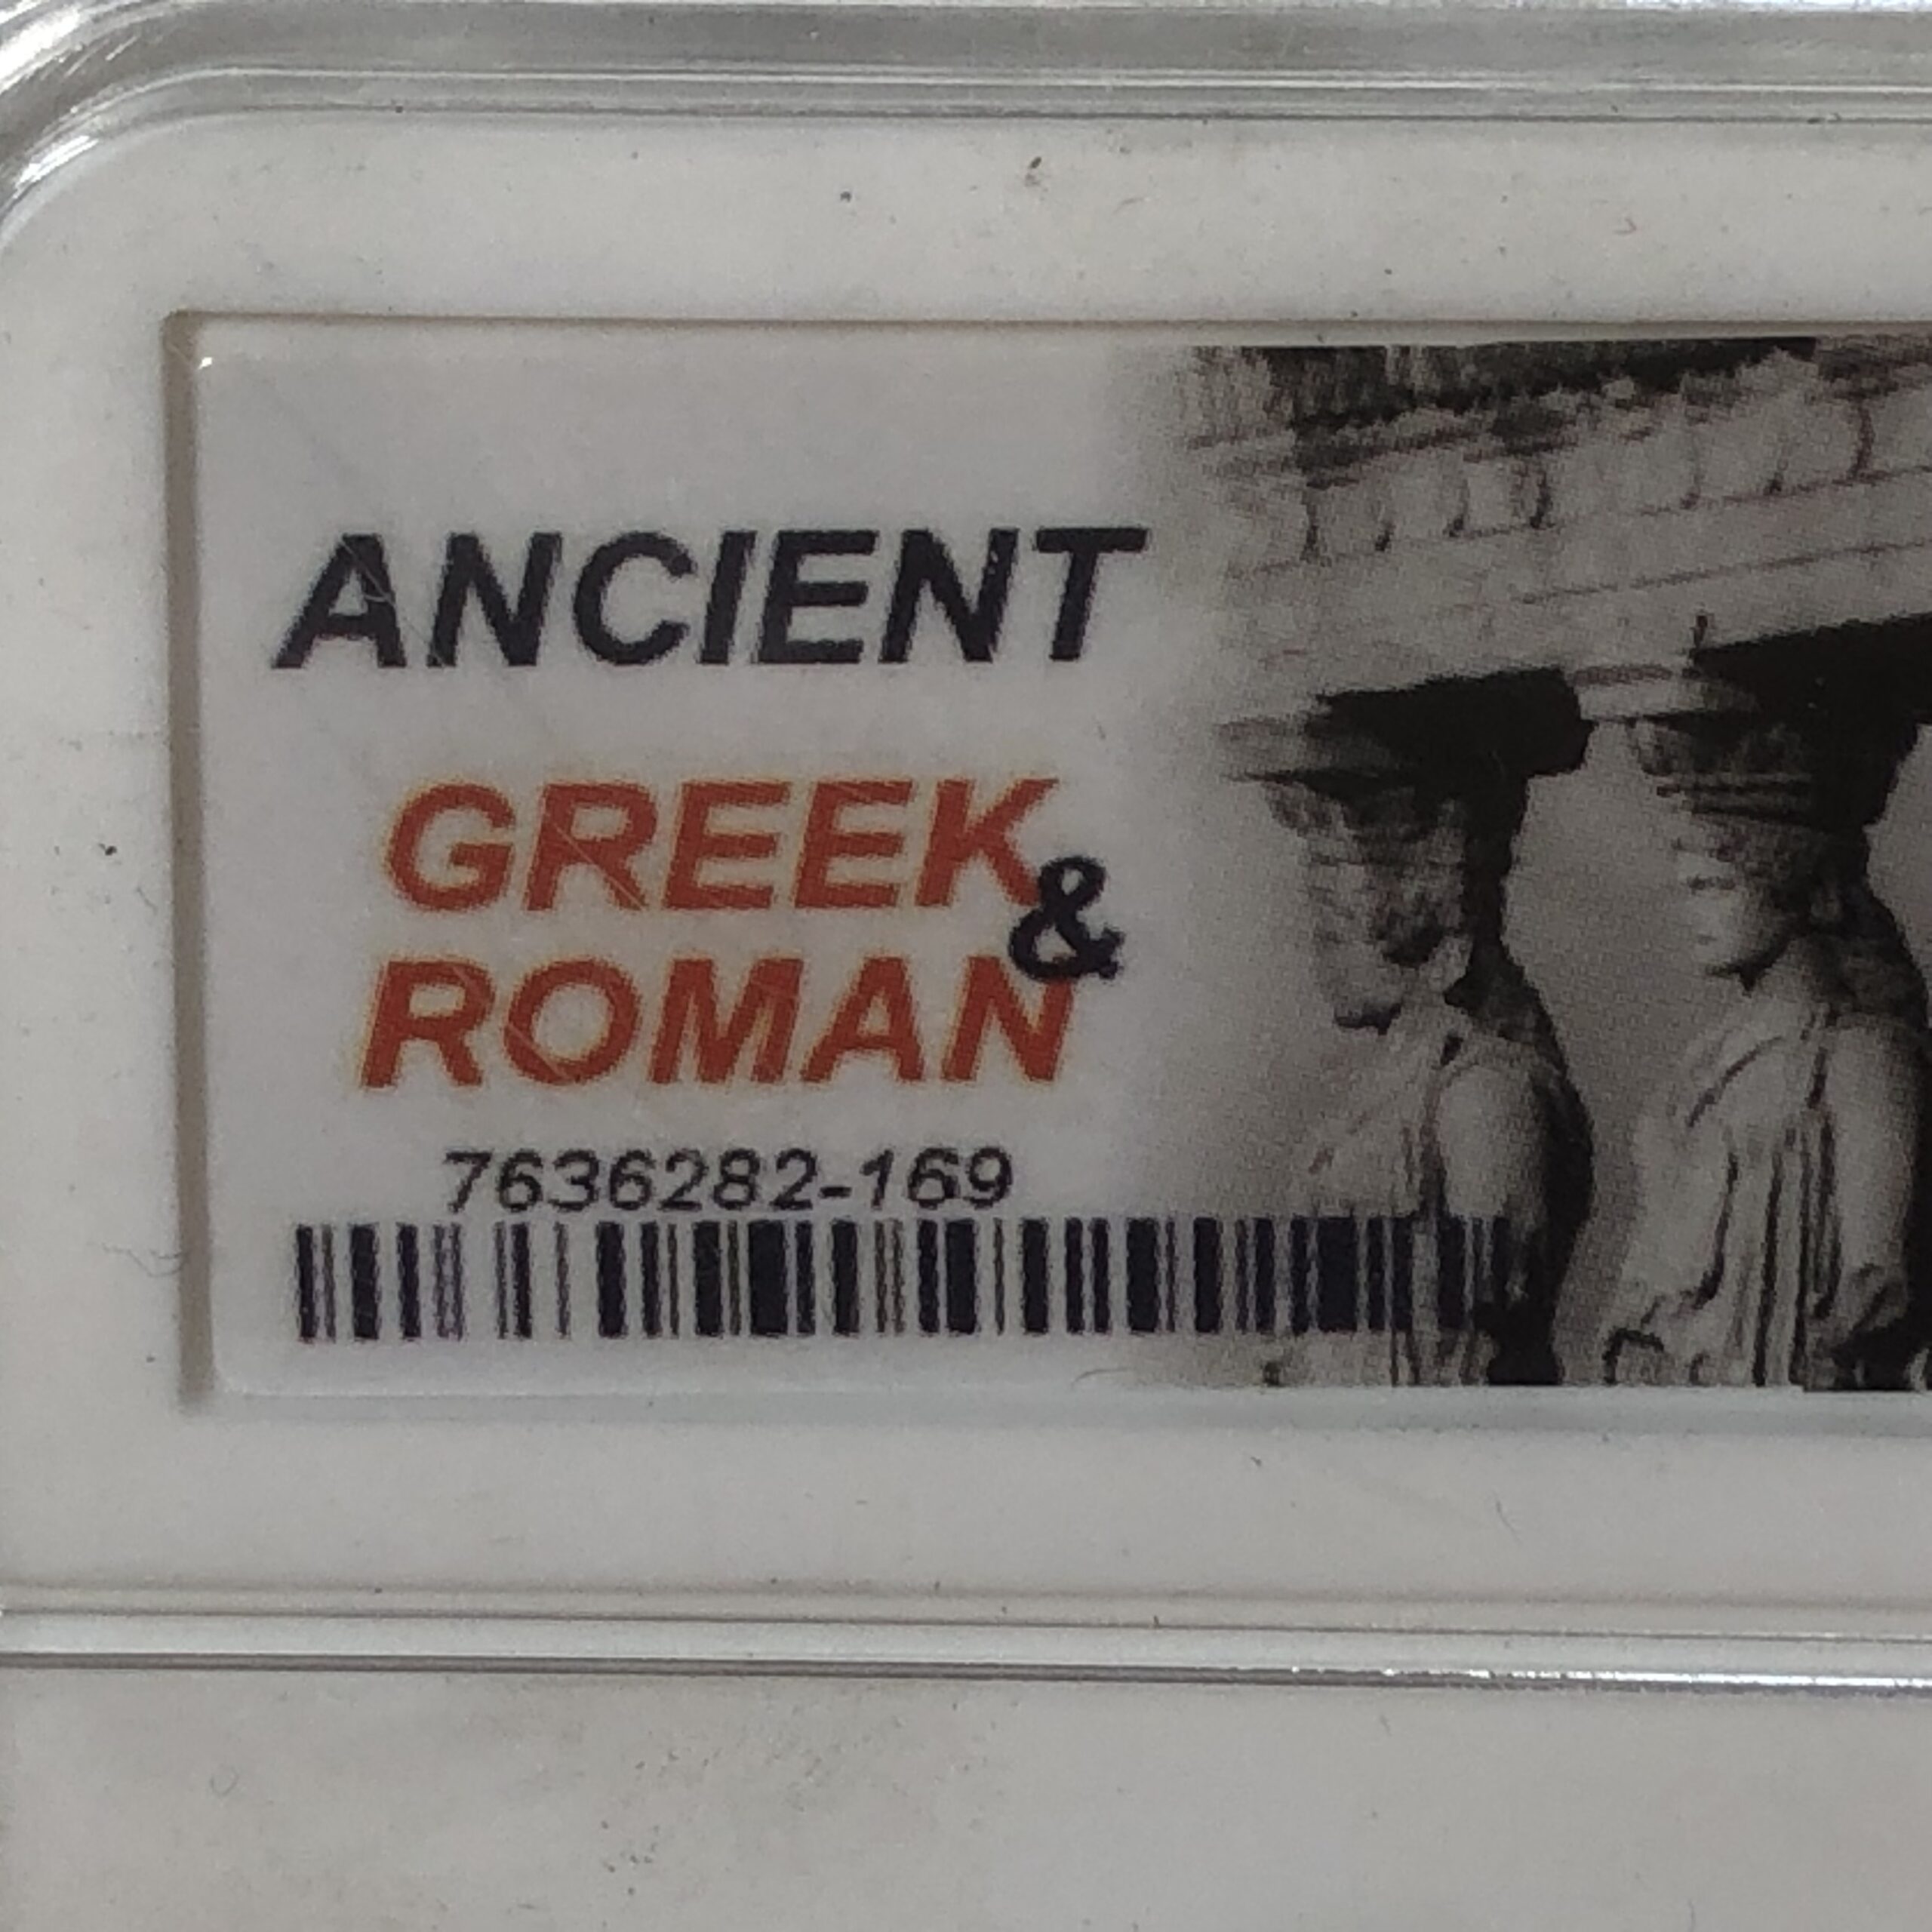 ANCIENT
GREEK
&
ROMAN
7636282-169